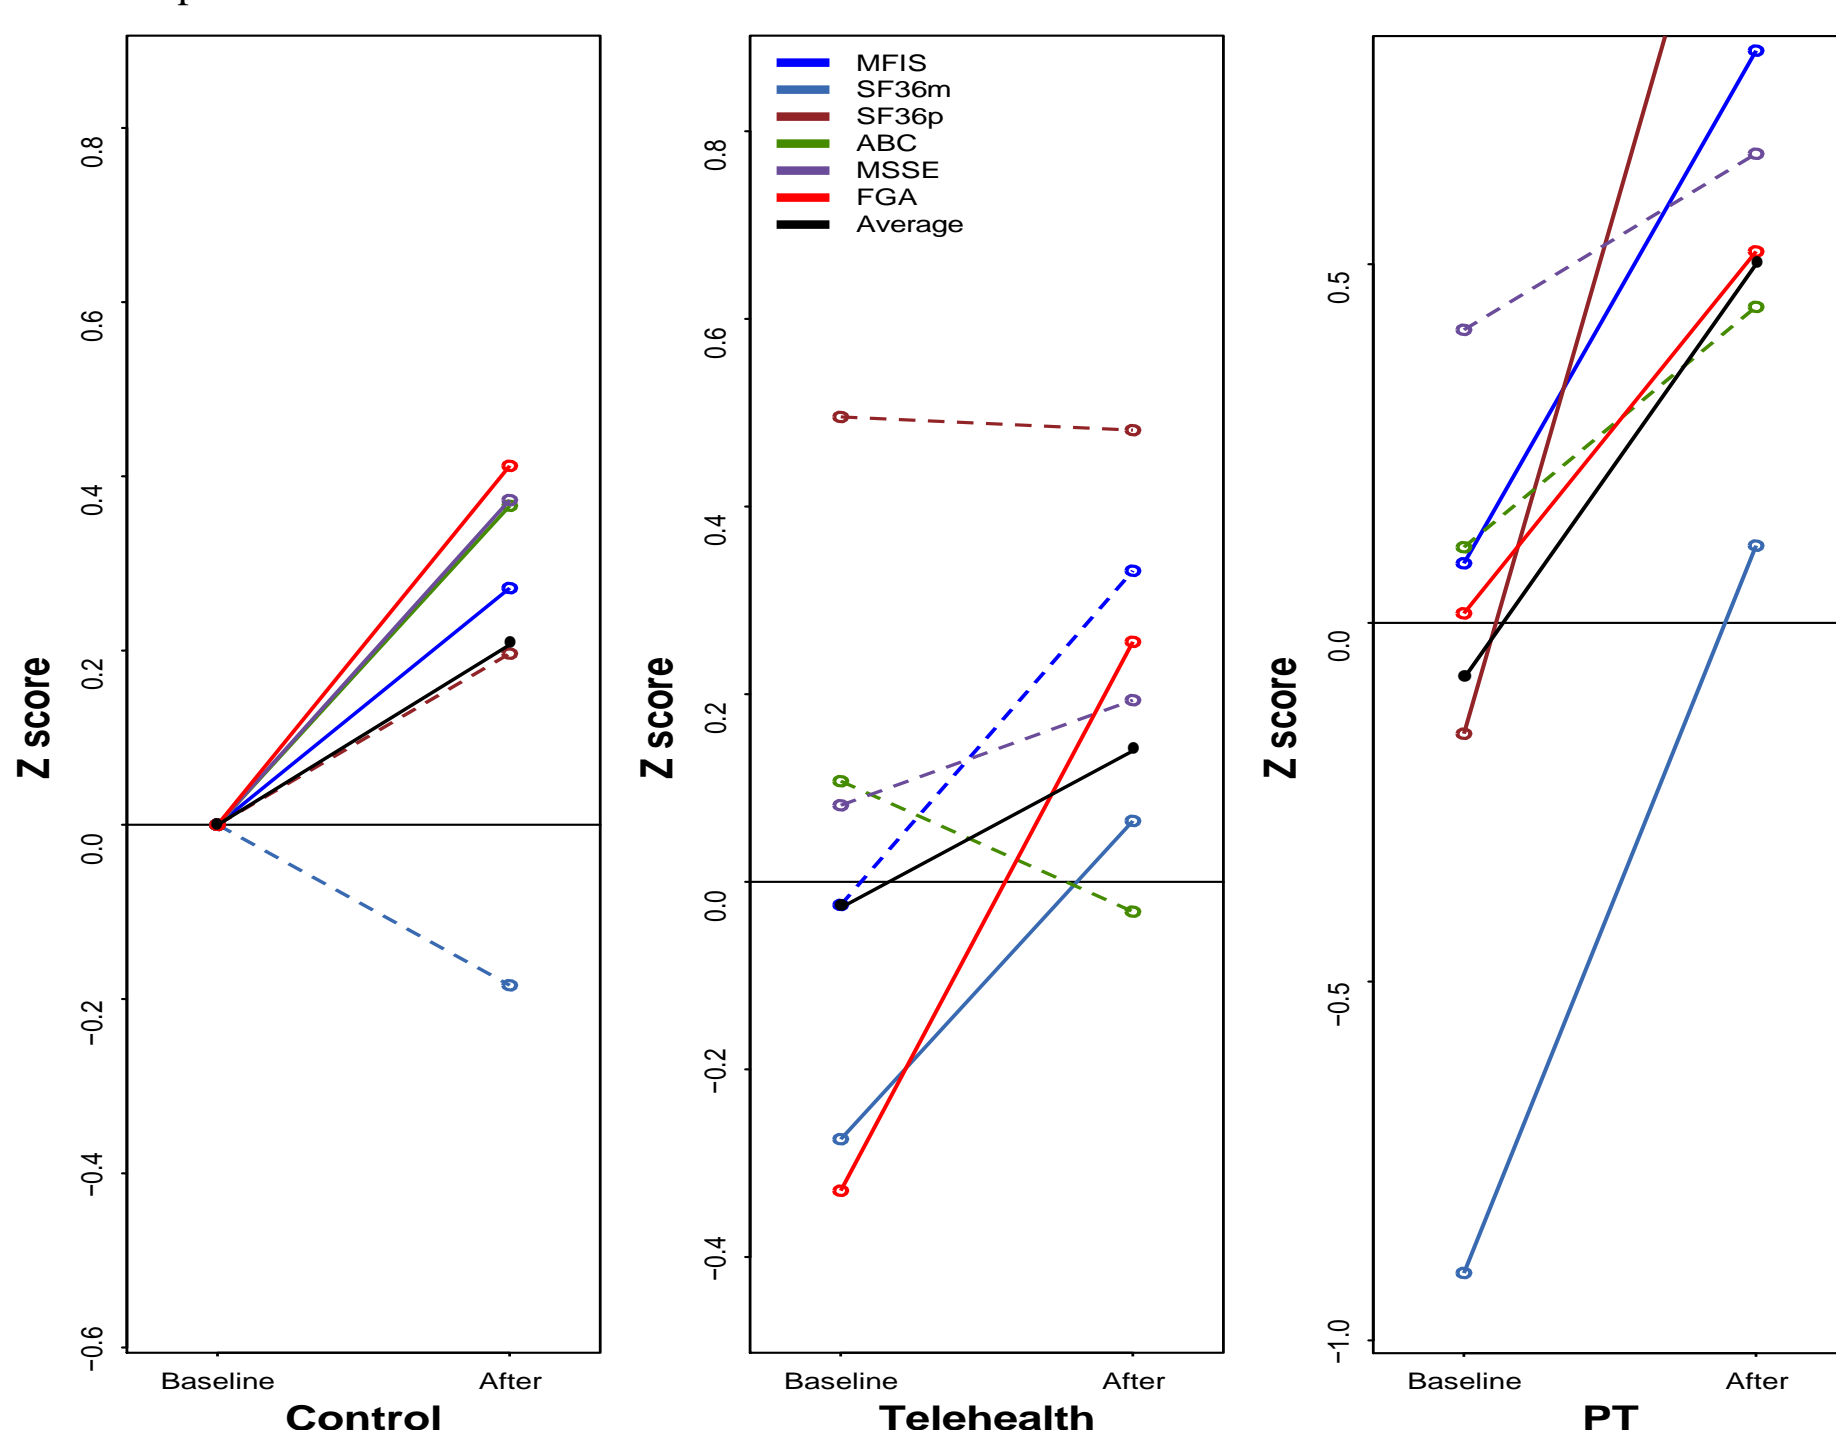 MFIS
SF36m
SF36p
ABC
MSSE
FGA
Average
Z score
0.8
0.6
0.4
0.2
0.0
−0.2
−0.4
−0.6
Baseline
After
Control
Z score
0.8
0.6
0.4
0.2
0.0
−0.2
−0.4
Baseline
After
Telehealth
Z score
0.5
0.0
−0.5
−1.0
Baseline
After
PT